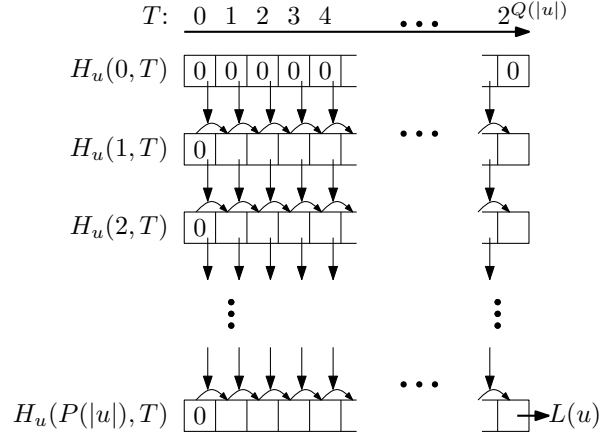 T: 0 1 2 3 4 ••• 2^{Q(|u|)}
H_u(0, T) 0 0 0 0 0 0
•••
H_u(1, T) 0
H_u(2, T) 0
•••
H_u(P(|u|), T) 0 L(u)